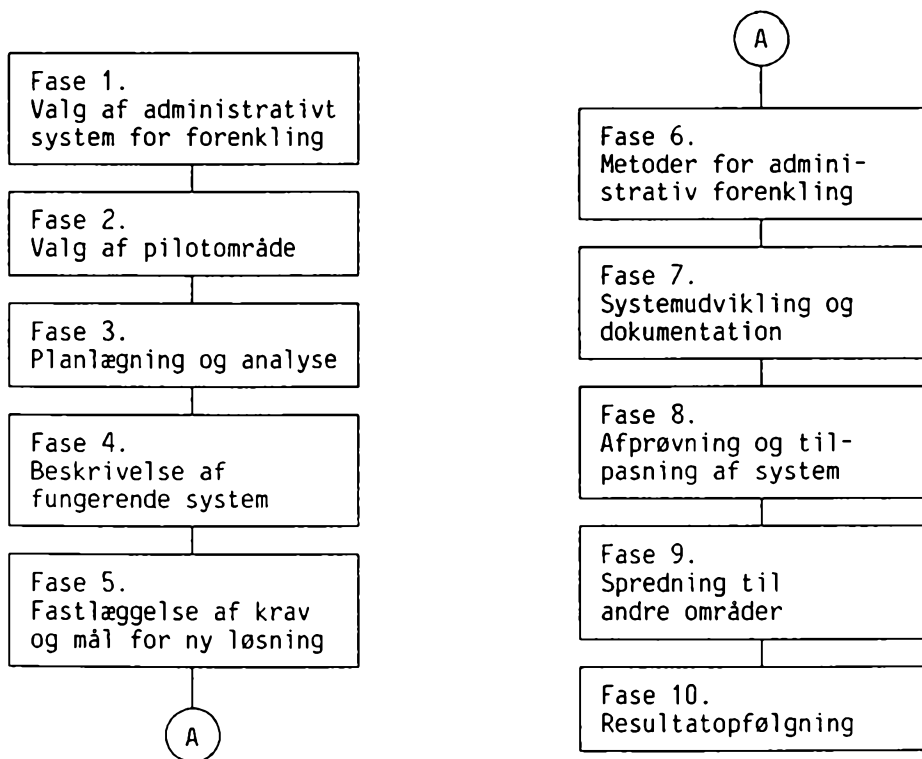 Fase 1.
Valg af administrativt
system for forenkling
Fase 2.
Valg af pilotområde
Fase 3.
Planlægning og analyse
Fase 4.
Beskrivelse af
fungerende system
Fase 5.
Fastlæggelse af krav
og mål for ny løsning
A
A
Fase 6.
Metoder for admini-
strativ forenkling
Fase 7.
Systemudvikling og
dokumentation
Fase 8.
Afprøvning og til-
pasning af system
Fase 9.
Spredning til
andre områder
Fase 10.
Resultatopfølgning